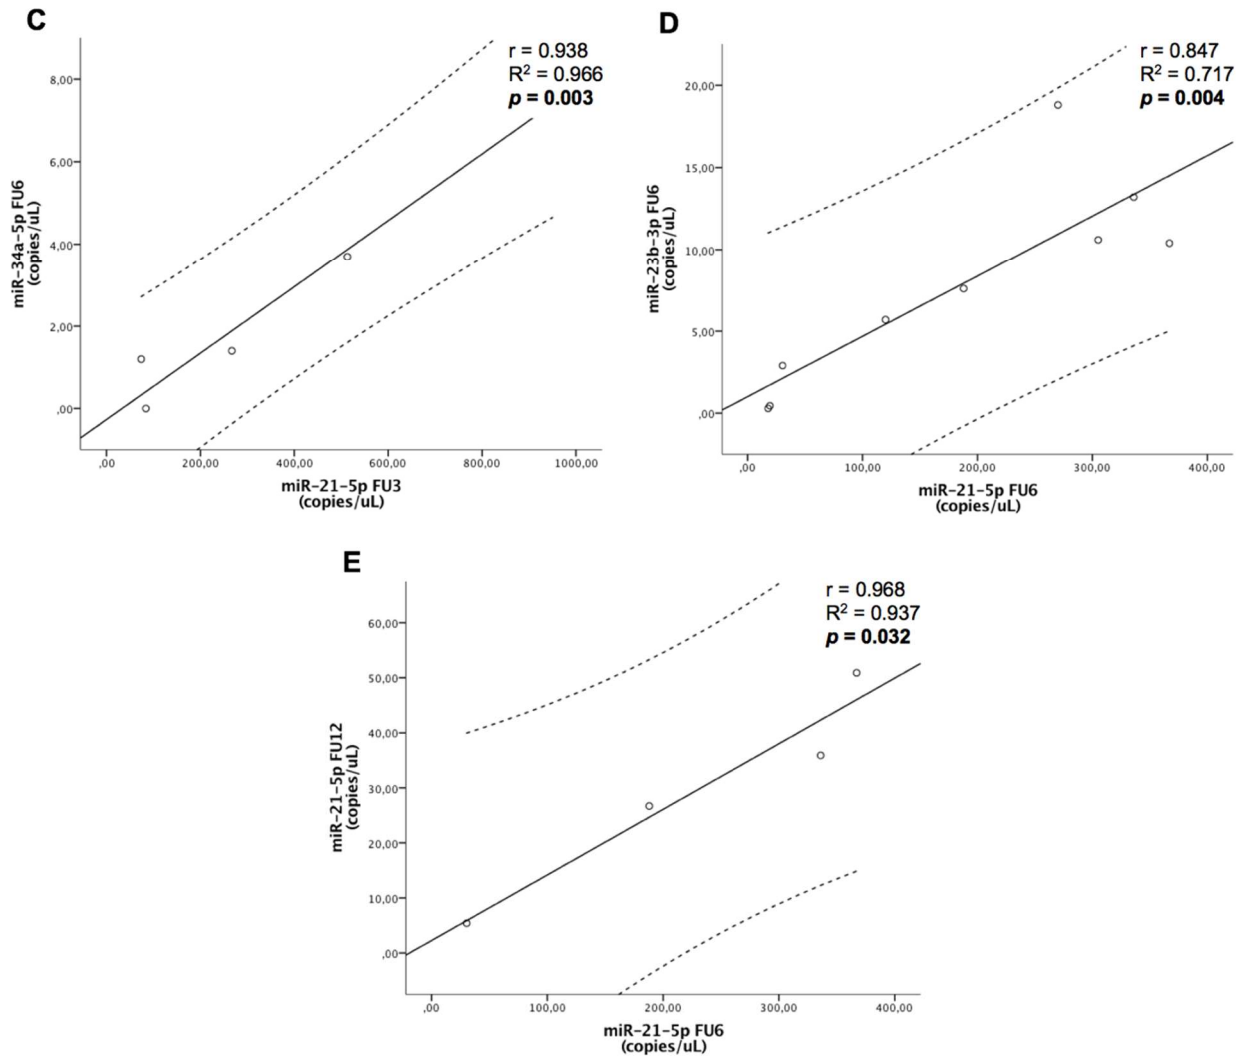 C
r = 0.938
R² = 0.966
p = 0.003
8,00
6,00
4,00
2,00
,00
miR-34a-5p FU6
(copies/uL)
,00 200,00 400,00 600,00 800,00 1000,00
miR-21-5p FU3
(copies/uL)
D
r = 0.847
R² = 0.717
p = 0.004
20,00
15,00
10,00
5,00
,00
miR-23b-3p FU6
(copies/uL)
,00 100,00 200,00 300,00 400,00
miR-21-5p FU6
(copies/uL)
E
r = 0.968
R² = 0.937
p = 0.032
60,00
50,00
40,00
30,00
20,00
10,00
,00
miR-21-5p FU12
(copies/uL)
,00 100,00 200,00 300,00 400,00
miR-21-5p FU6
(copies/uL)